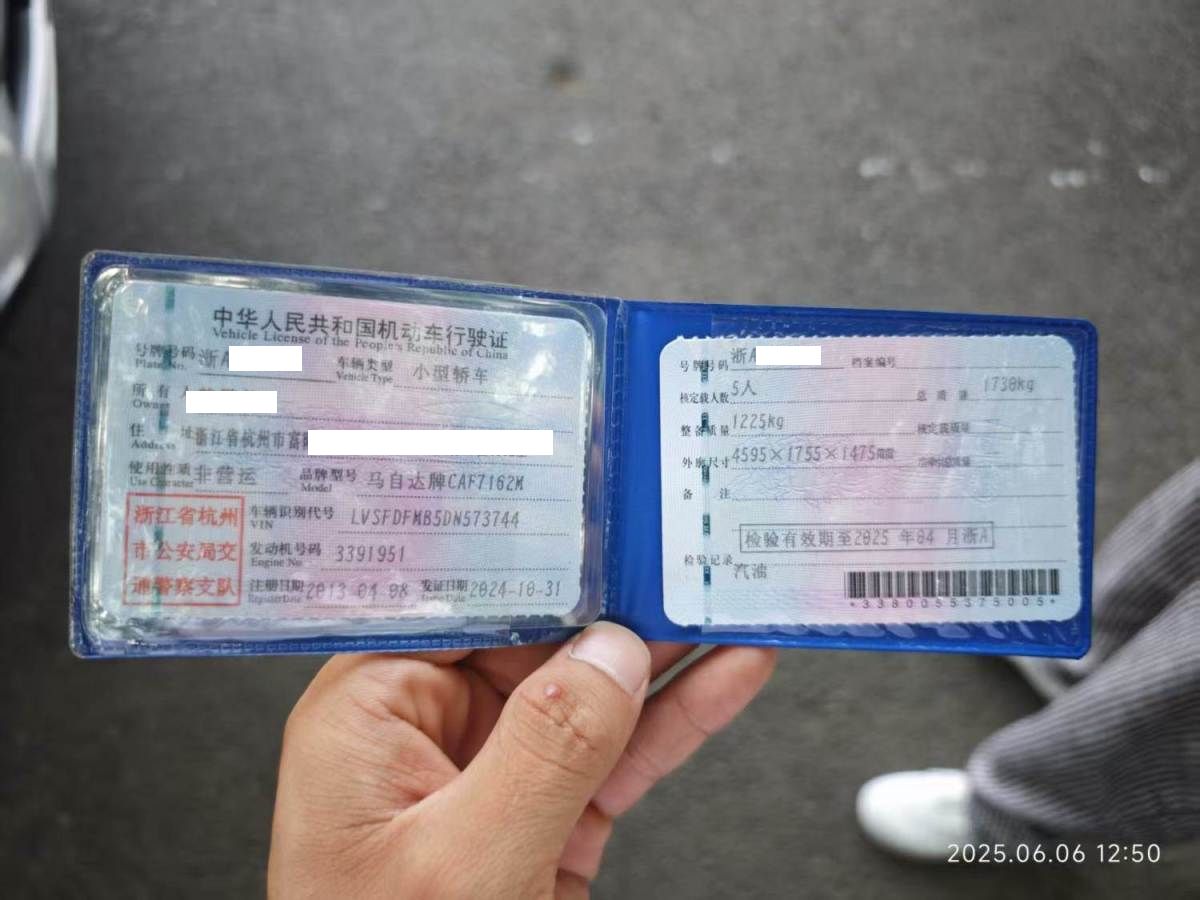 中华人民共和国机动车行驶证
Vehicle License of the People's Republic of China
号牌号码 浙A 车辆类型 小型轿车
Plate No. Vehicle Type
所有人
Owner
住址 浙江省杭州市富
Address
使用性质 非营运 品牌型号 马自达牌CAF7162M
Use Character Model
浙江省杭州
市公安局交
通警察支队
车辆识别代号 LVSFDFMB5DN573744
VIN
发动机号码 3391951
Engine No
注册日期 2013-04-08 发证日期 2024-10-31
Register Date Issue Date
号牌号码 浙A 档案编号
核定载人数 5人 总质量 1730kg
整备质量 1225kg 核定载质量
外廓尺寸 4595×1755×1475mm
备注
检验有效期至2025 年04 月浙A
检验记录
汽油
*3380055375005*
2025.06.06 12:50